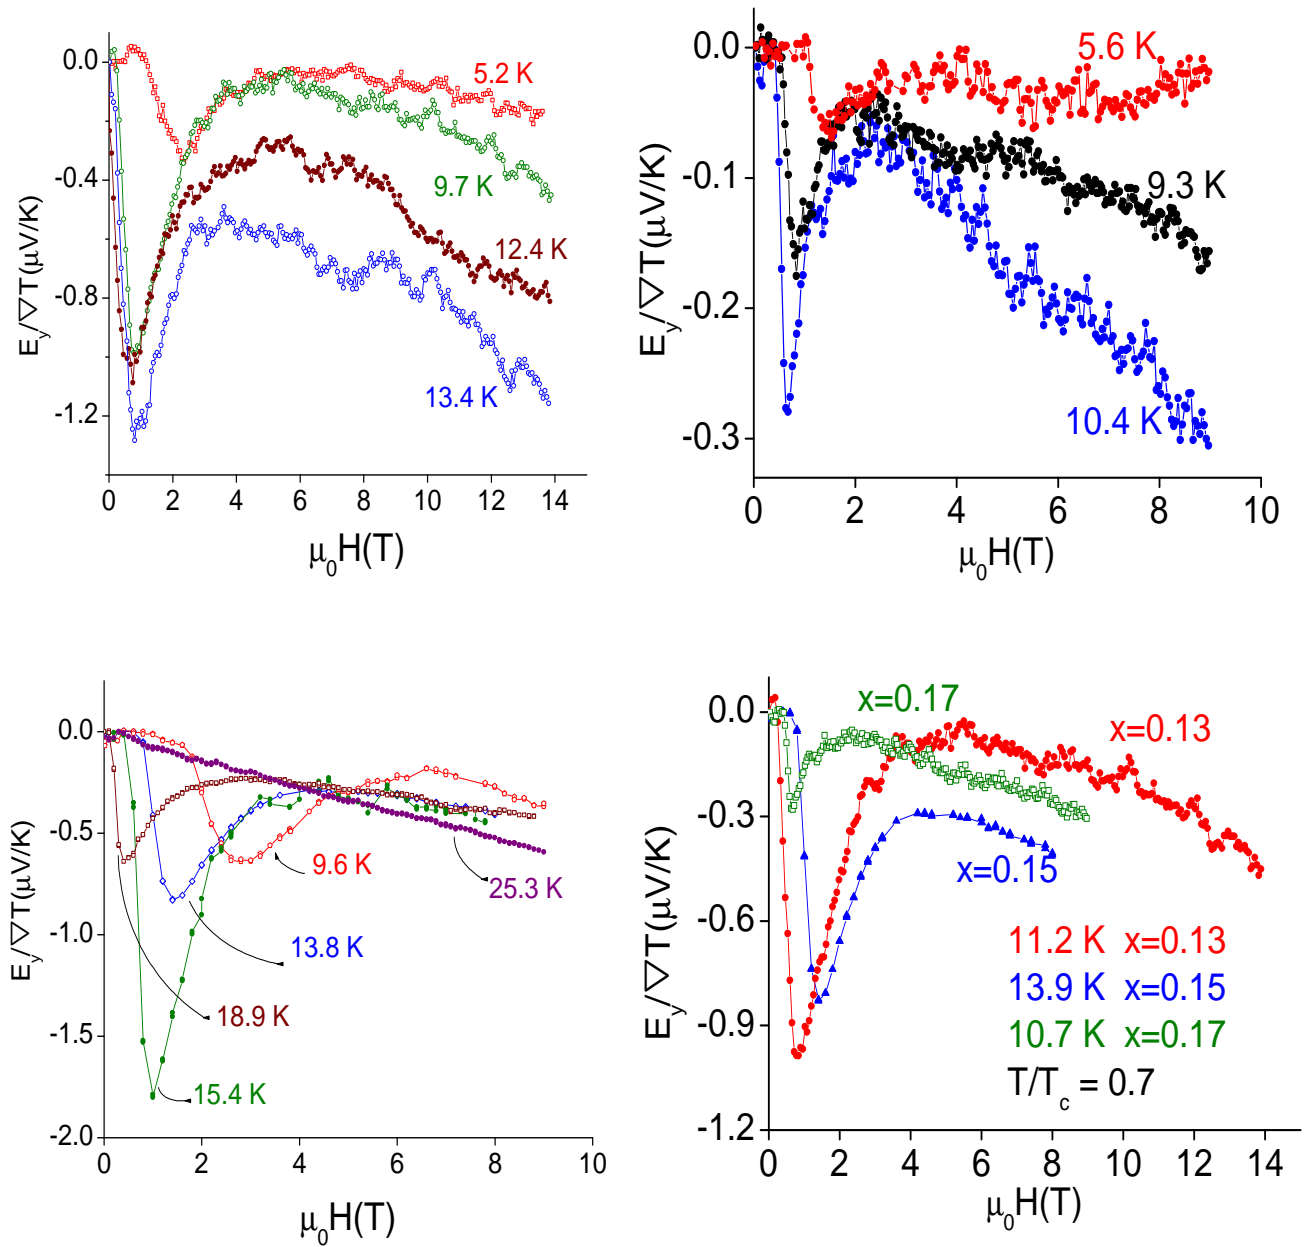 0.0
-0.4
-0.8
-1.2
0 2 4 6 8 10 12 14
E_y/▽T(μV/K)
μ₀H(T)
5.2 K
9.7 K
12.4 K
13.4 K
0.0
-0.1
-0.2
-0.3
0 2 4 6 8 10
E_y/▽T(μV/K)
μ₀H(T)
5.6 K
9.3 K
10.4 K
0.0
-0.5
-1.0
-1.5
-2.0
0 2 4 6 8 10
E_y/▽T(μV/K)
μ₀H(T)
9.6 K
25.3 K
13.8 K
18.9 K
15.4 K
0.0
-0.3
-0.6
-0.9
-1.2
0 2 4 6 8 10 12 14
E_y/▽T(μV/K)
μ₀H(T)
x=0.17
x=0.13
x=0.15
11.2 K x=0.13
13.9 K x=0.15
10.7 K x=0.17
T/T_c = 0.7